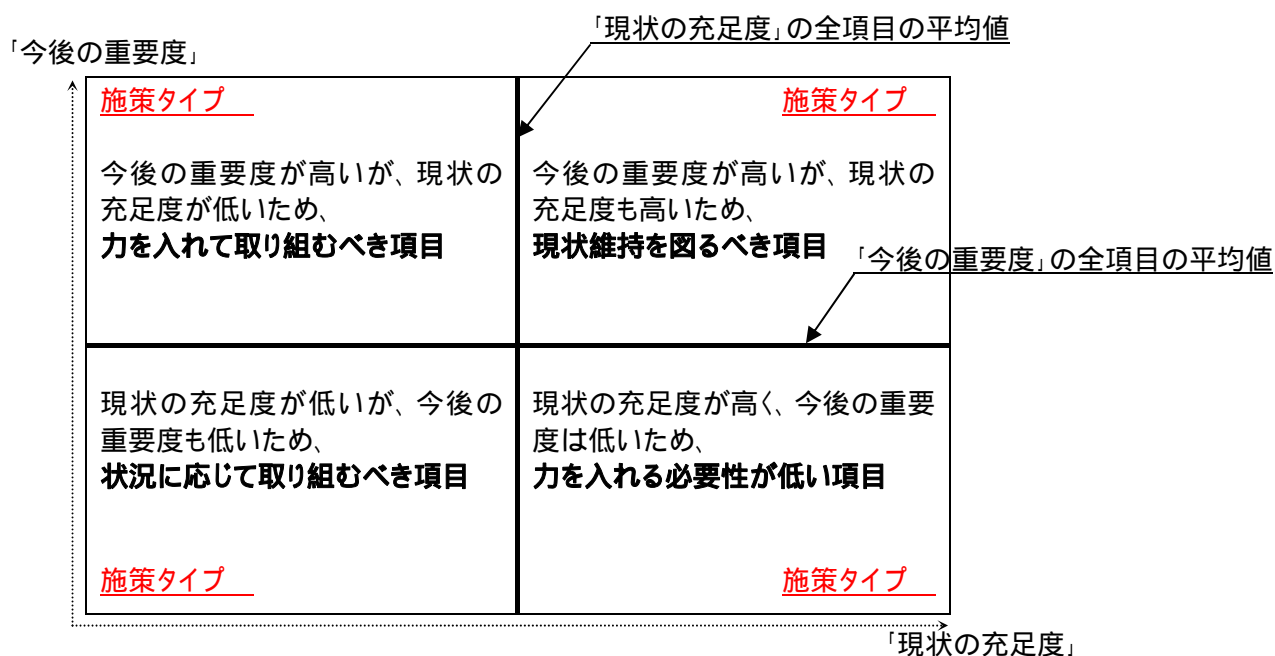 「現状の充足度」の全項目の平均値
「今後の重要度」
施策タイプ
施策タイプ
今後の重要度が高いが、現状の
充足度が低いため、
力を入れて取り組むべき項目
今後の重要度が高いが、現状の
充足度も高いため、
現状維持を図るべき項目
「今後の重要度」の全項目の平均値
現状の充足度が低いが、今後の
重要度も低いため、
状況に応じて取り組むべき項目
現状の充足度が高く、今後の重要
度は低いため、
力を入れる必要性が低い項目
施策タイプ
施策タイプ
「現状の充足度」